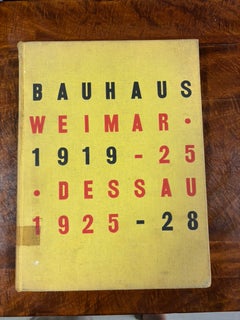 BAUHAUS
WEIMAR •
1919 - 25
• DESSAU
1925 - 28